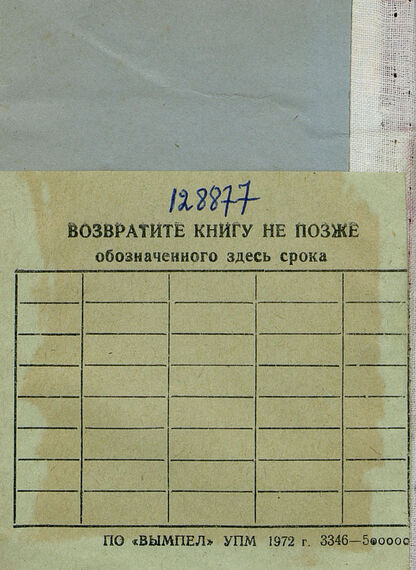 128877
ВОЗВРАТИТЕ КНИГУ НЕ ПОЗЖЕ
обозначенного здесь срока
ПО «ВЫМПЕЛ» УПМ 1972 г. 3346—500000